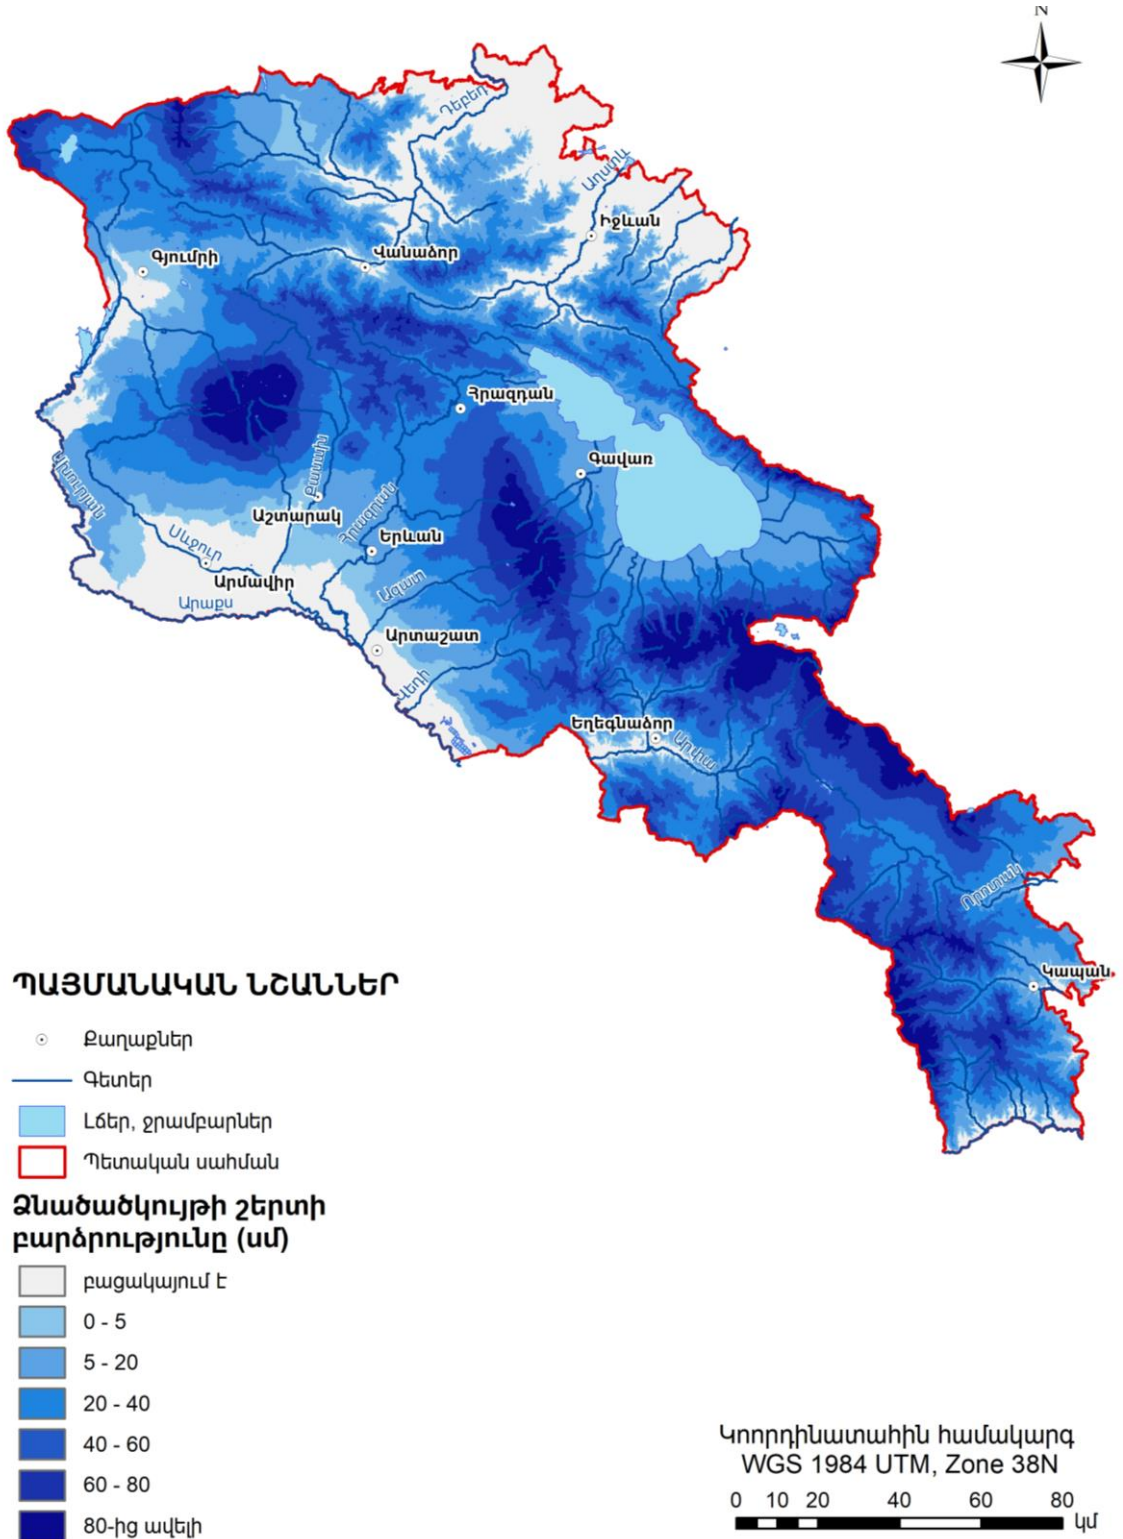 N
Դեբեդ
Աղստև
Իջևան
Գյումրի
Վանաձոր
Հրազդան
Գավառ
Ախուրյան
Քասախ
Հրազդան
Աշտարակ
Երևան
Մեծամոր
Արմավիր
Ազատ
Արաքս
Արտաշատ
Վեդի
Եղեգնաձոր
Արփա
Որոտան
Կապան
ՊԱՅՄԱՆԱԿԱՆ ՆՇԱՆՆԵՐ
Քաղաքներ
Գետեր
Լճեր, ջրամբարներ
Պետական սահման
Ձնածածկույթի շերտի
բարձրությունը (սմ)
բացակայում է
0 - 5
5 - 20
20 - 40
40 - 60
60 - 80
80-ից ավելի
Կոորդինատահին համակարգ
WGS 1984 UTM, Zone 38N
0 10 20 40 60 80
կմ